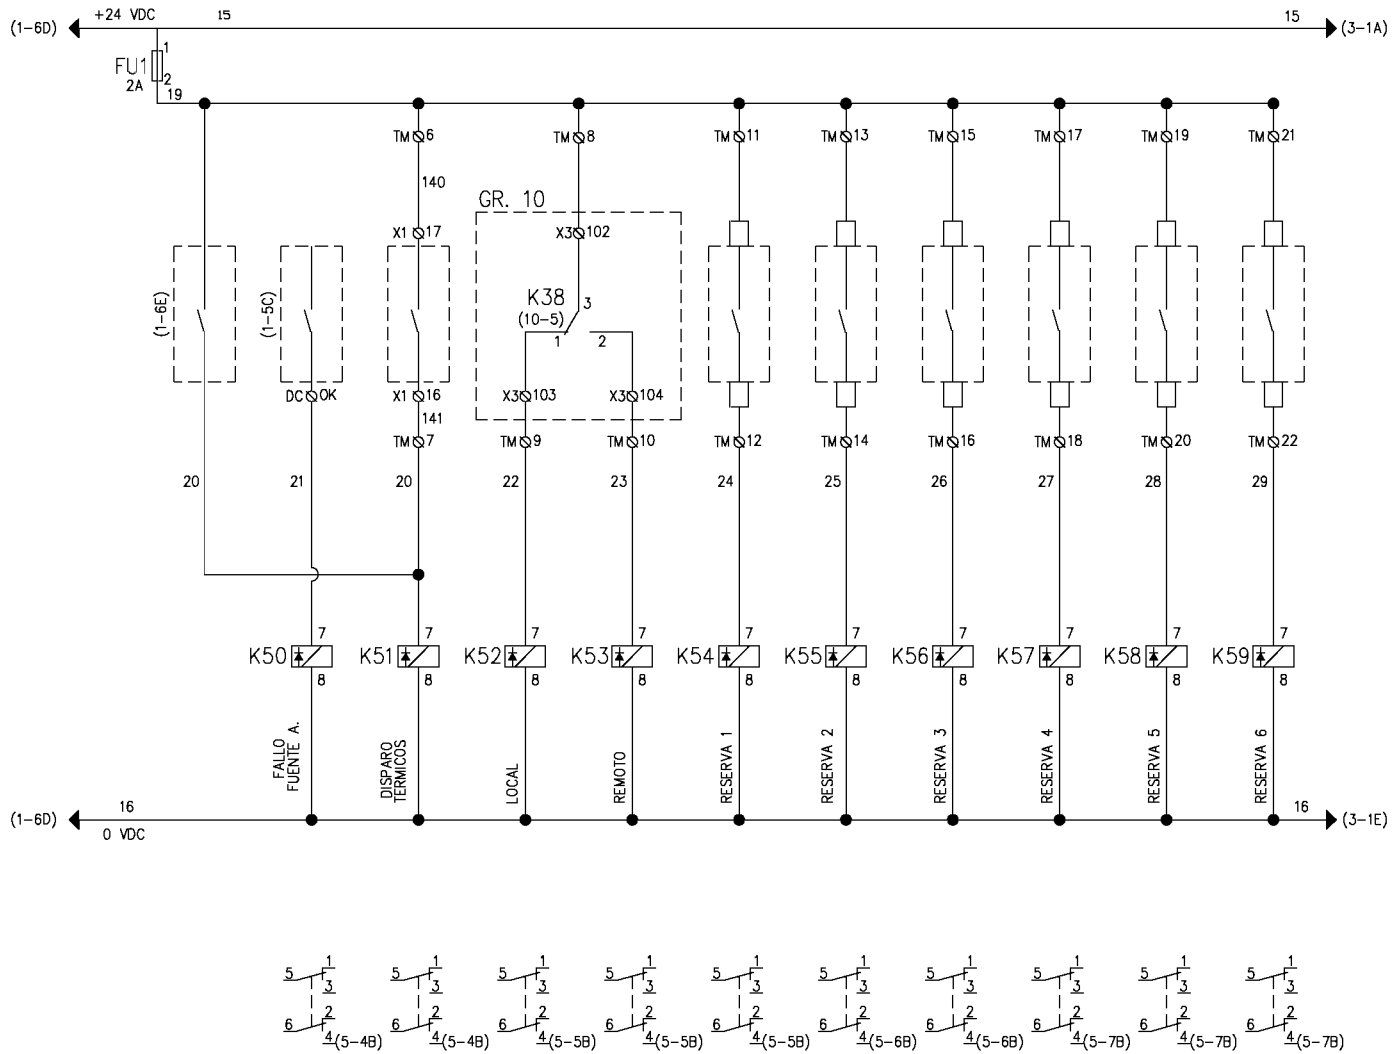 +24 VDC 15 15
(1-6D) (3-1A)
FU1 1
2A 2
19
TM 6 TM 8 TM 11 TM 13 TM 15 TM 17 TM 19 TM 21
140
GR. 10
X1 17 X3 102
(1-6E) (1-5C) K38 3
(10-5)
1 2
DC OK X1 16 X3 103 X3 104
141
TM 7 TM 9 TM 10 TM 12 TM 14 TM 16 TM 18 TM 20 TM 22
20 21 20 22 23 24 25 26 27 28 29
7 7 7 7 7 7 7 7 7 7
K50 K51 K52 K53 K54 K55 K56 K57 K58 K59
8 8 8 8 8 8 8 8 8 8
FALLO
FUENTE A.
DISPARO
TERMICOS
LOCAL
REMOTO
RESERVA 1
RESERVA 2
RESERVA 3
RESERVA 4
RESERVA 5
RESERVA 6
16 16
(1-6D) (3-1E)
0 VDC
1 1 1 1 1 1 1 1 1 1
5 5 5 5 5 5 5 5 5 5
3 3 3 3 3 3 3 3 3 3
2 2 2 2 2 2 2 2 2 2
6 6 6 6 6 6 6 6 6 6
4 (5-4B) 4 (5-4B) 4 (5-5B) 4 (5-5B) 4 (5-5B) 4 (5-6B) 4 (5-6B) 4 (5-7B) 4 (5-7B) 4 (5-7B)